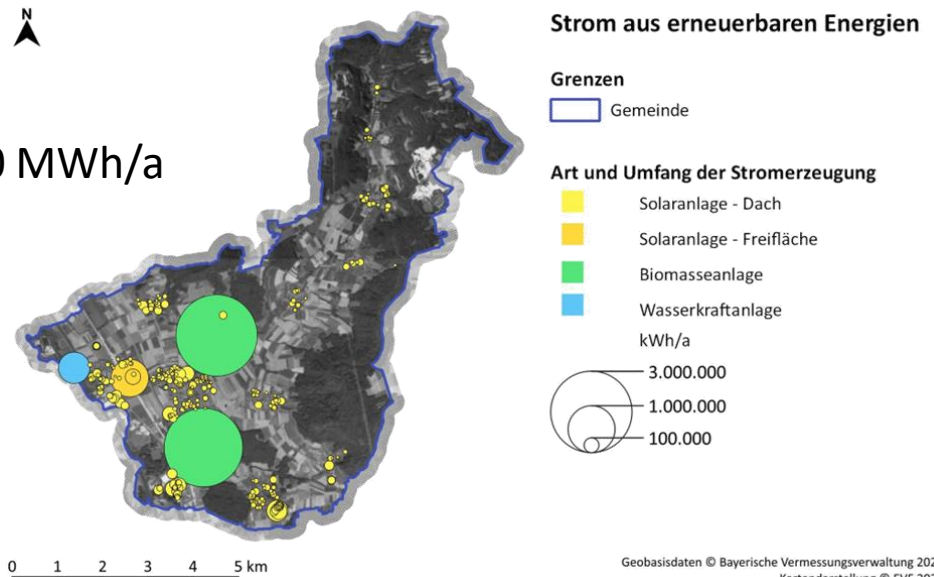 N
Strom aus erneuerbaren Energien
Grenzen
Gemeinde
MWh/a
Art und Umfang der Stromerzeugung
Solaranlage - Dach
Solaranlage - Freifläche
Biomasseanlage
Wasserkraftanlage
kWh/a
3.000.000
1.000.000
100.000
0 1 2 3 4 5 km
Geobasisdaten © Bayerische Vermessungsverwaltung